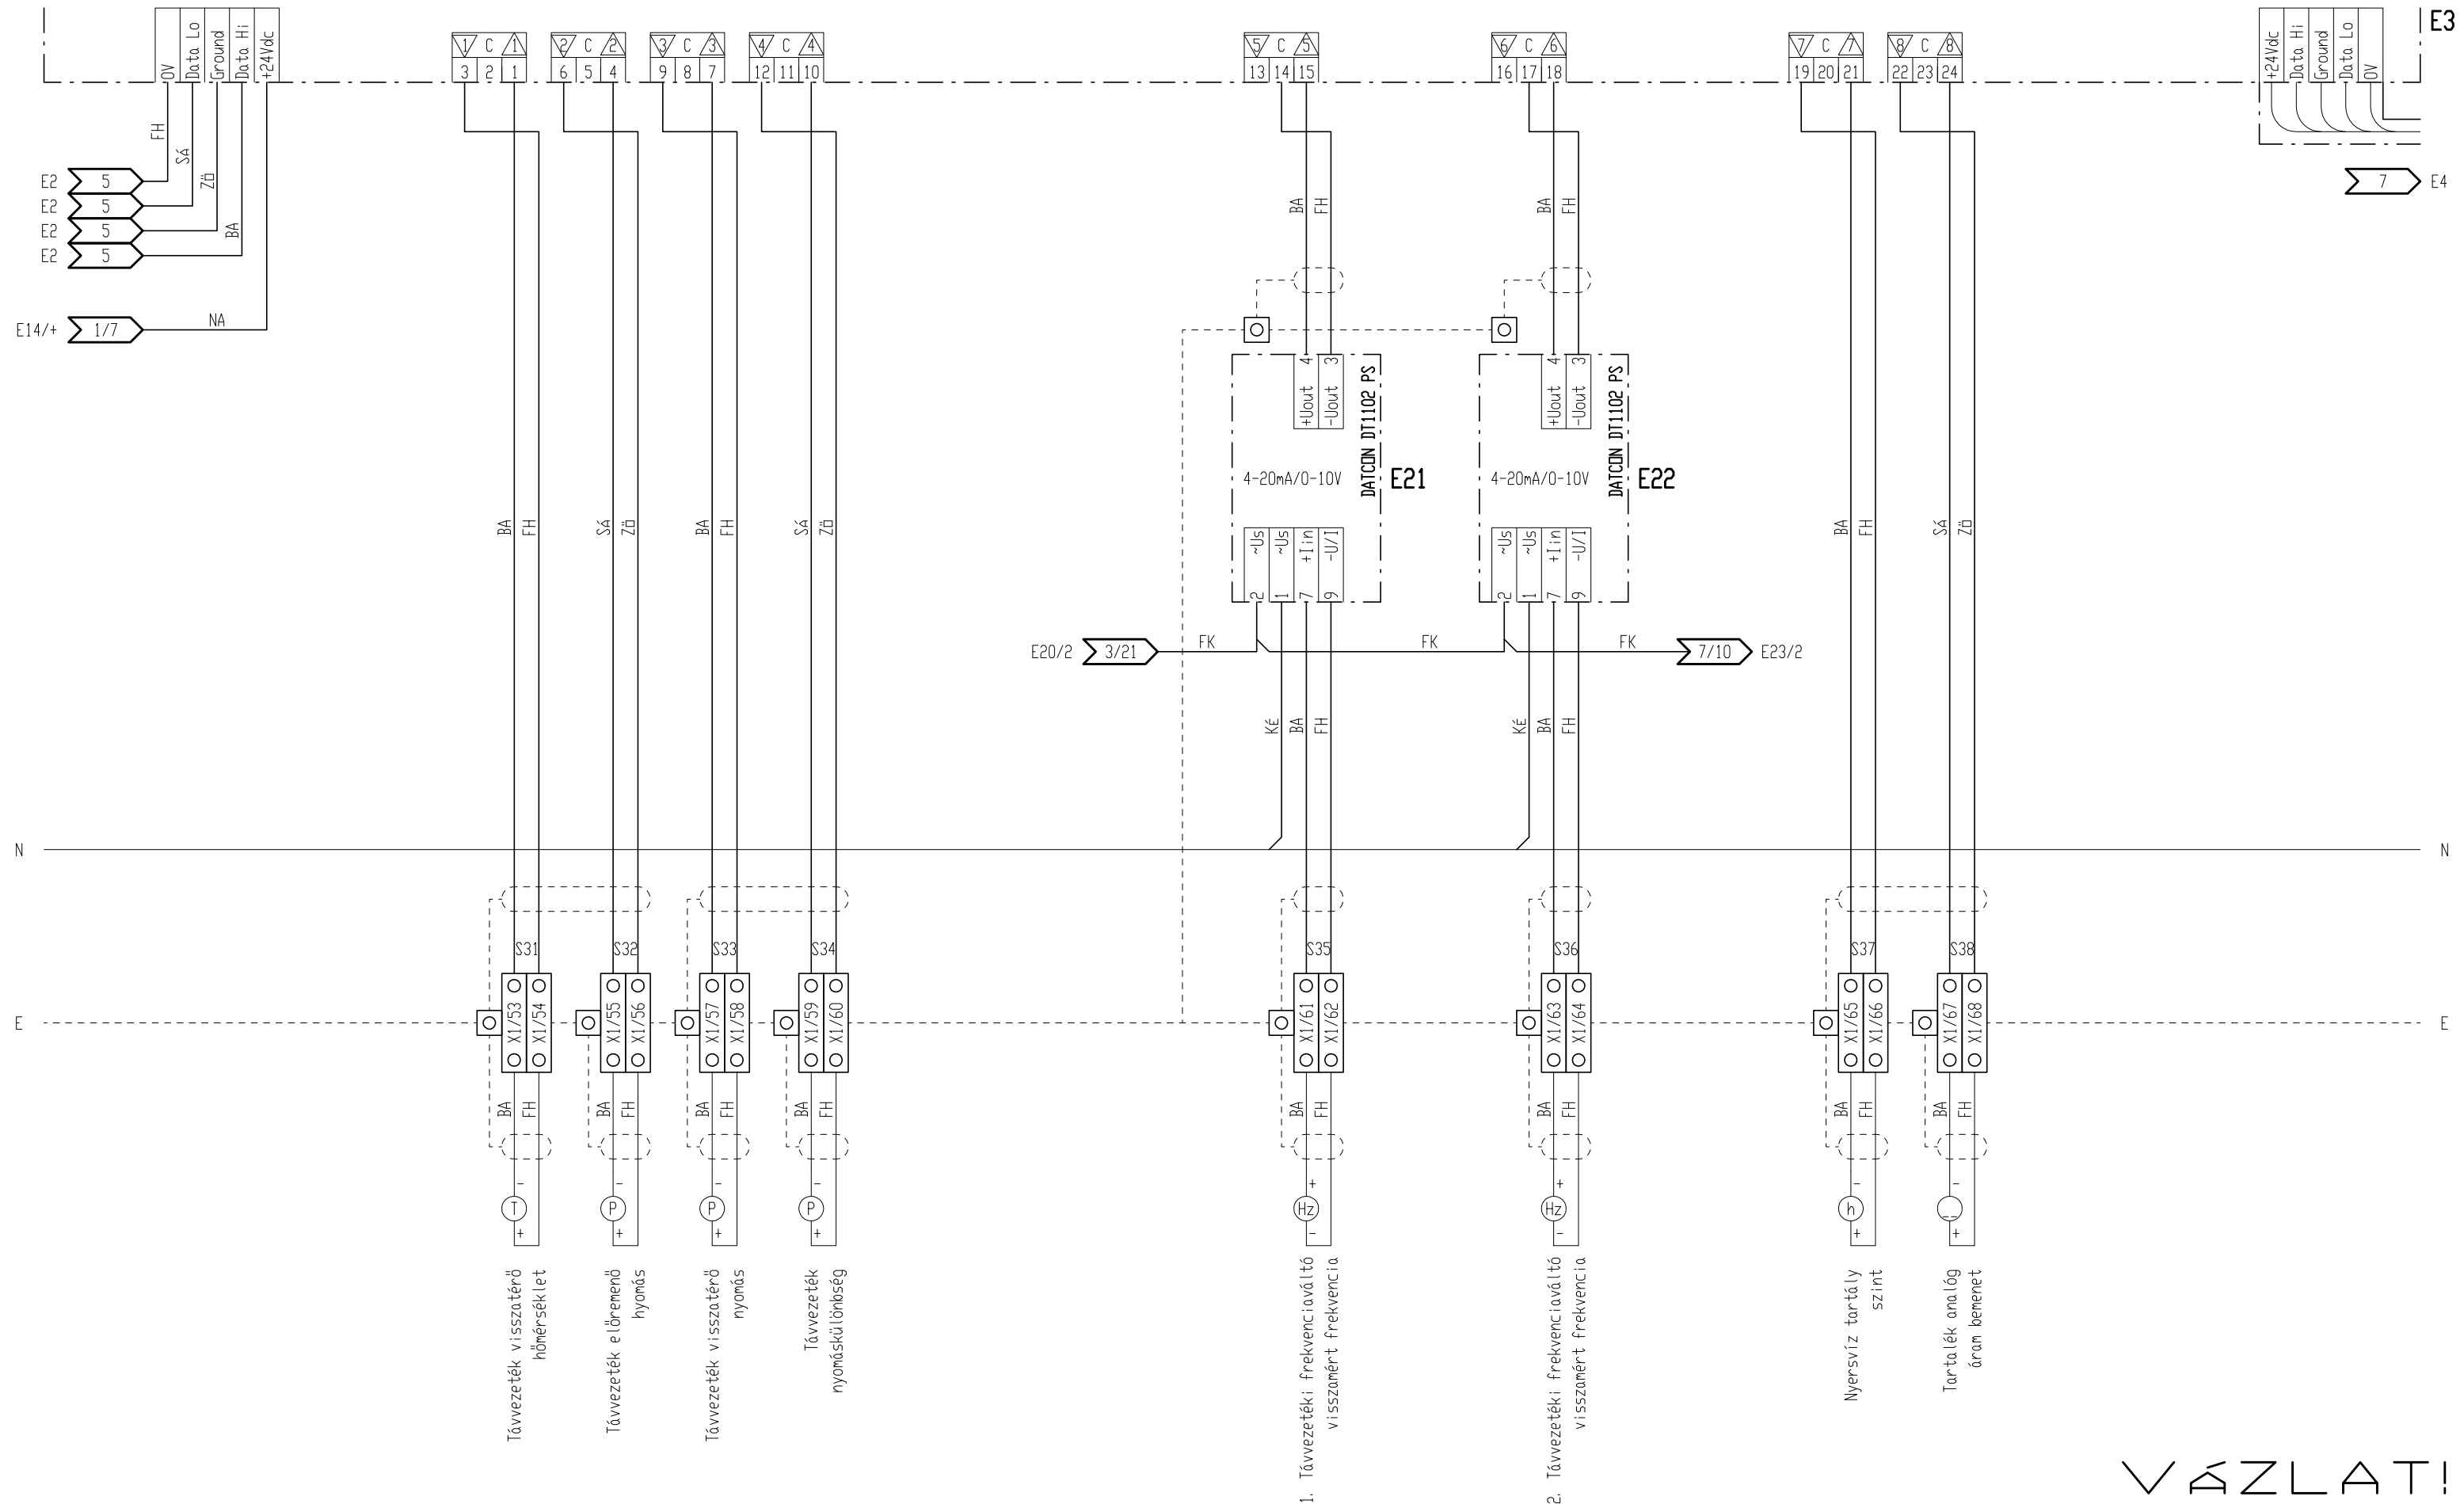 0V
Data Lo
Ground
Data Hi
+24Vdc
1 C 1
3 2 1
2 C 2
6 5 4
3 C 3
9 8 7
4 C 4
12 11 10
5 C 5
13 14 15
6 C 6
16 17 18
7 C 7
19 20 21
8 C 8
22 23 24
+24Vdc
Data Hi
Ground
Data Lo
0V
E3
FH
SÁ
ZÖ
BA
E2 5
E2 5
E2 5
E2 5
7 E4
E14/+ 1/7 NA
BA FH
BA FH
+Uout 4
-Uout 3
DATCON DT1102 PS
4-20mA/0-10V
E21
~Us 2
~Us 1
+Iin 7
-U/I 9
+Uout 4
-Uout 3
DATCON DT1102 PS
4-20mA/0-10V
E22
~Us 2
~Us 1
+Iin 7
-U/I 9
BA FH
SÁ ZÖ
BA FH
SÁ ZÖ
BA FH
SÁ ZÖ
E20/2 3/21 FK FK FK 7/10 E23/2
KÉ BA FH
KÉ BA FH
N N
S31 S32 S33 S34 S35 S36 S37 S38
E E
X1/53 X1/54
X1/55 X1/56
X1/57 X1/58
X1/59 X1/60
X1/61 X1/62
X1/63 X1/64
X1/65 X1/66
X1/67 X1/68
BA FH
BA FH
BA FH
BA FH
BA FH
BA FH
BA FH
BA FH
- T +
- P +
- P +
- P +
+ Hz -
+ Hz -
- h +
- -- +
Távvezeték visszatérő
hőmérséklet
Távvezeték előremenő
nyomás
Távvezeték visszatérő
nyomás
Távvezeték
nyomáskülönbség
1. Távvezetéki frekvenciaváltó
visszamért frekvencia
2. Távvezetéki frekvenciaváltó
visszamért frekvencia
Nyersvíz tartály
szint
Tartalék analóg
áram bemenet
VÁZLAT!